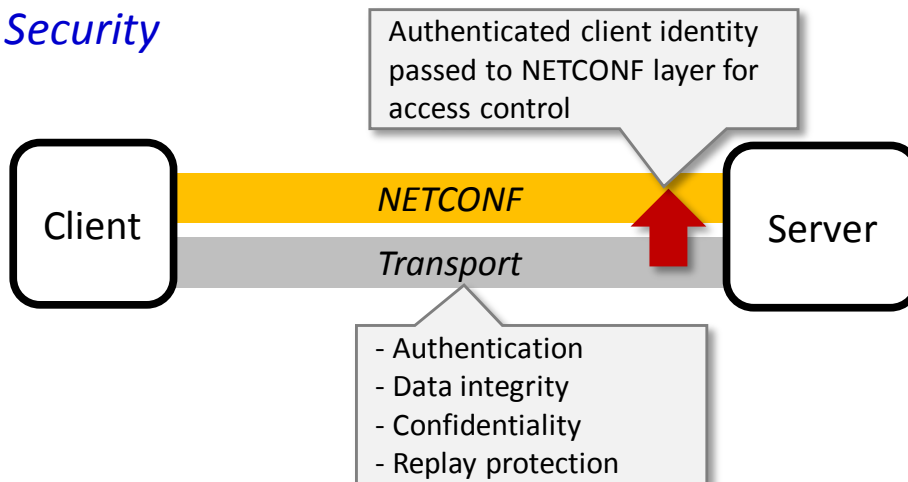 Security
Authenticated client identity
passed to NETCONF layer for
access control
Client
NETCONF
Transport
Server
- Authentication
- Data integrity
- Confidentiality
- Replay protection